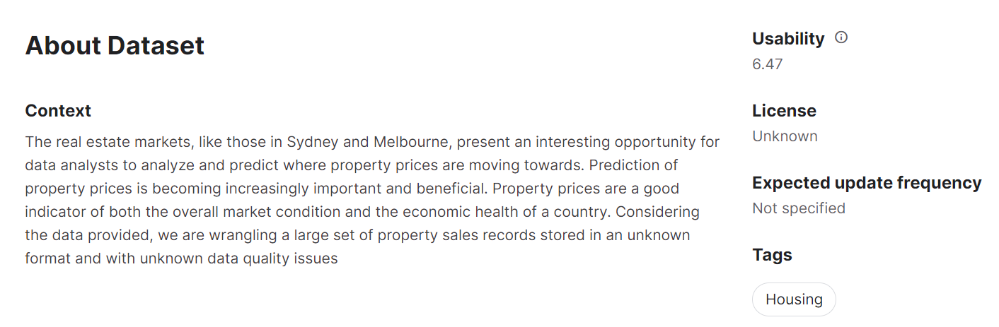 About Dataset
Context
The real estate markets, like those in Sydney and Melbourne, present an interesting opportunity for
data analysts to analyze and predict where property prices are moving towards. Prediction of
property prices is becoming increasingly important and beneficial. Property prices are a good
indicator of both the overall market condition and the economic health of a country. Considering
the data provided, we are wrangling a large set of property sales records stored in an unknown
format and with unknown data quality issues
Usability
6.47
License
Unknown
Expected update frequency
Not specified
Tags
Housing